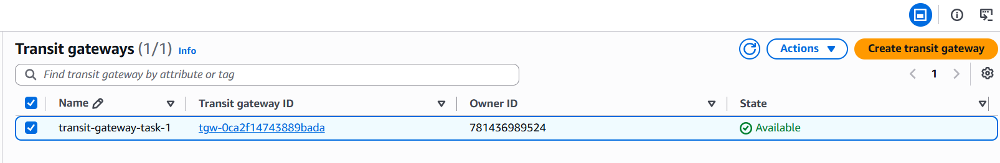 Transit gateways (1/1) Info
Actions
Create transit gateway
Find transit gateway by attribute or tag
1
Name Transit gateway ID Owner ID State
transit-gateway-task-1 tgw-0ca2f14743889bada 781436989524 Available